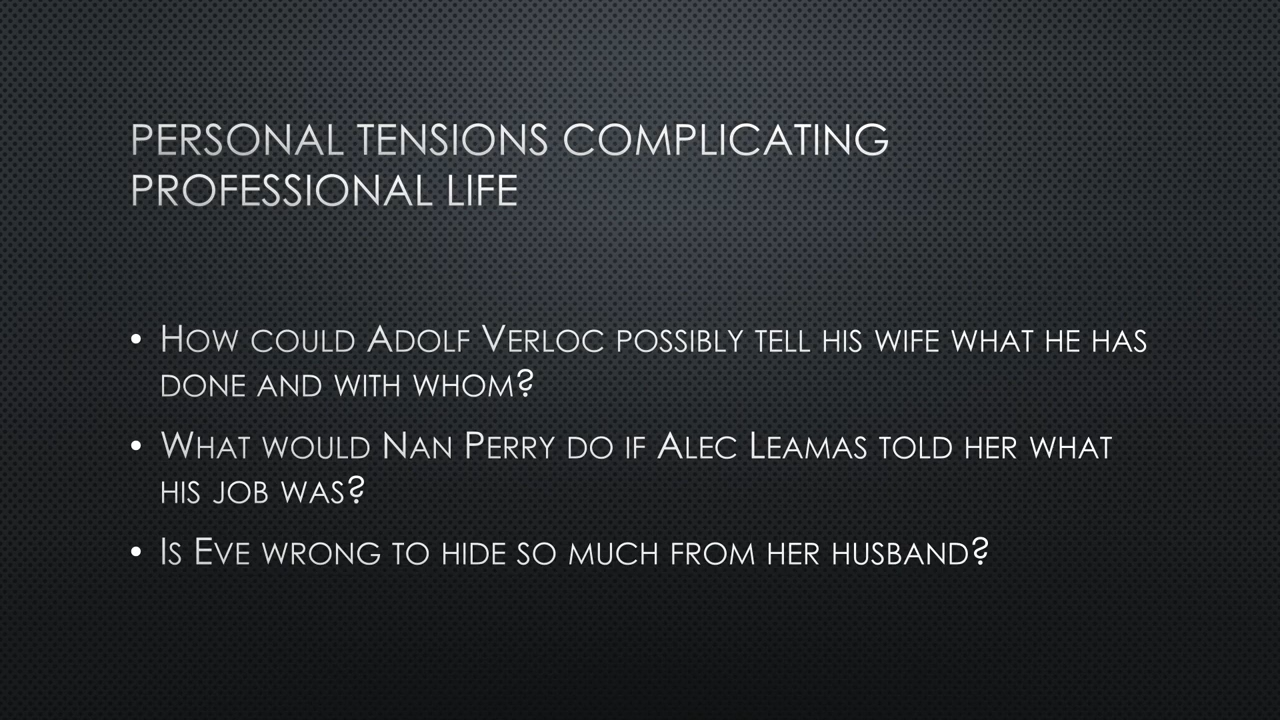 PERSONAL TENSIONS COMPLICATING
PROFESSIONAL LIFE
• How could Adolf Verloc possibly tell his wife what he has
done and with whom?
• What would Nan Perry do if Alec Leamas told her what
his job was?
• Is Eve wrong to hide so much from her husband?